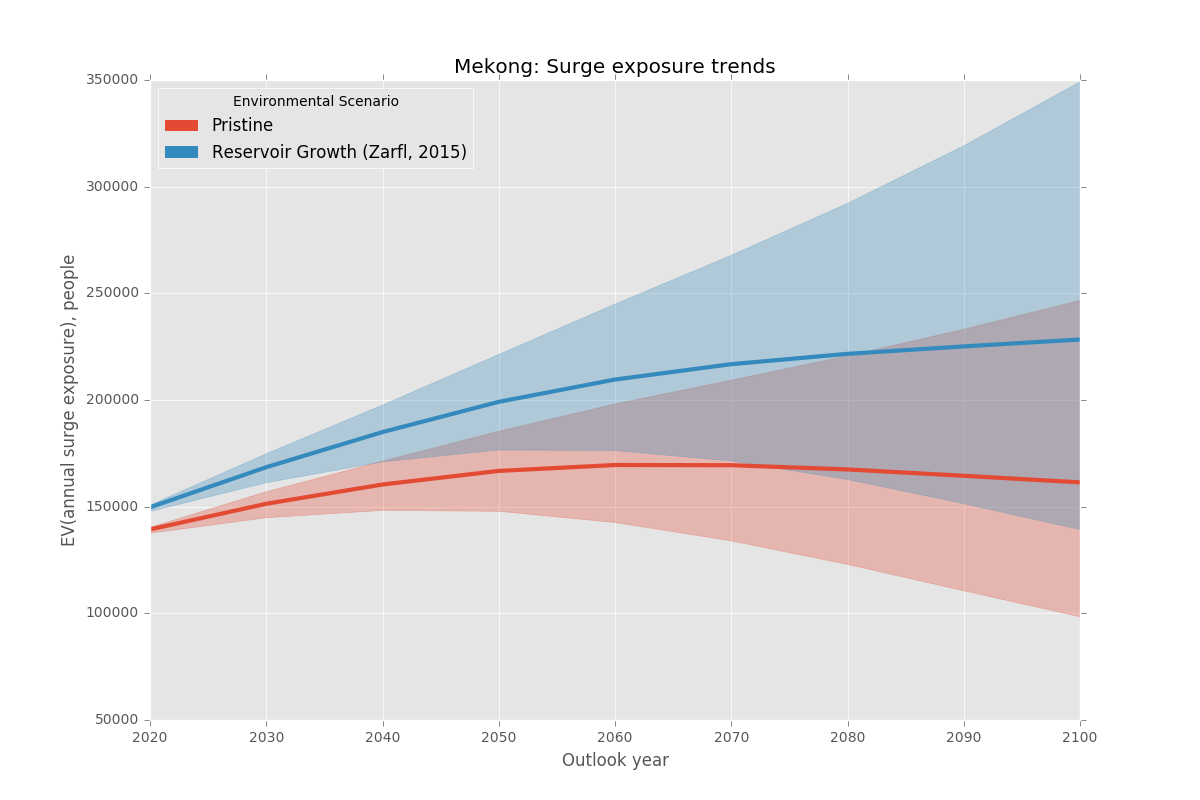 Mekong: Surge exposure trends
Environmental Scenario
Pristine
Reservoir Growth (Zarfl, 2015)
EV(annual surge exposure), people
350000
300000
250000
200000
150000
100000
50000
2020 2030 2040 2050 2060 2070 2080 2090 2100
Outlook year